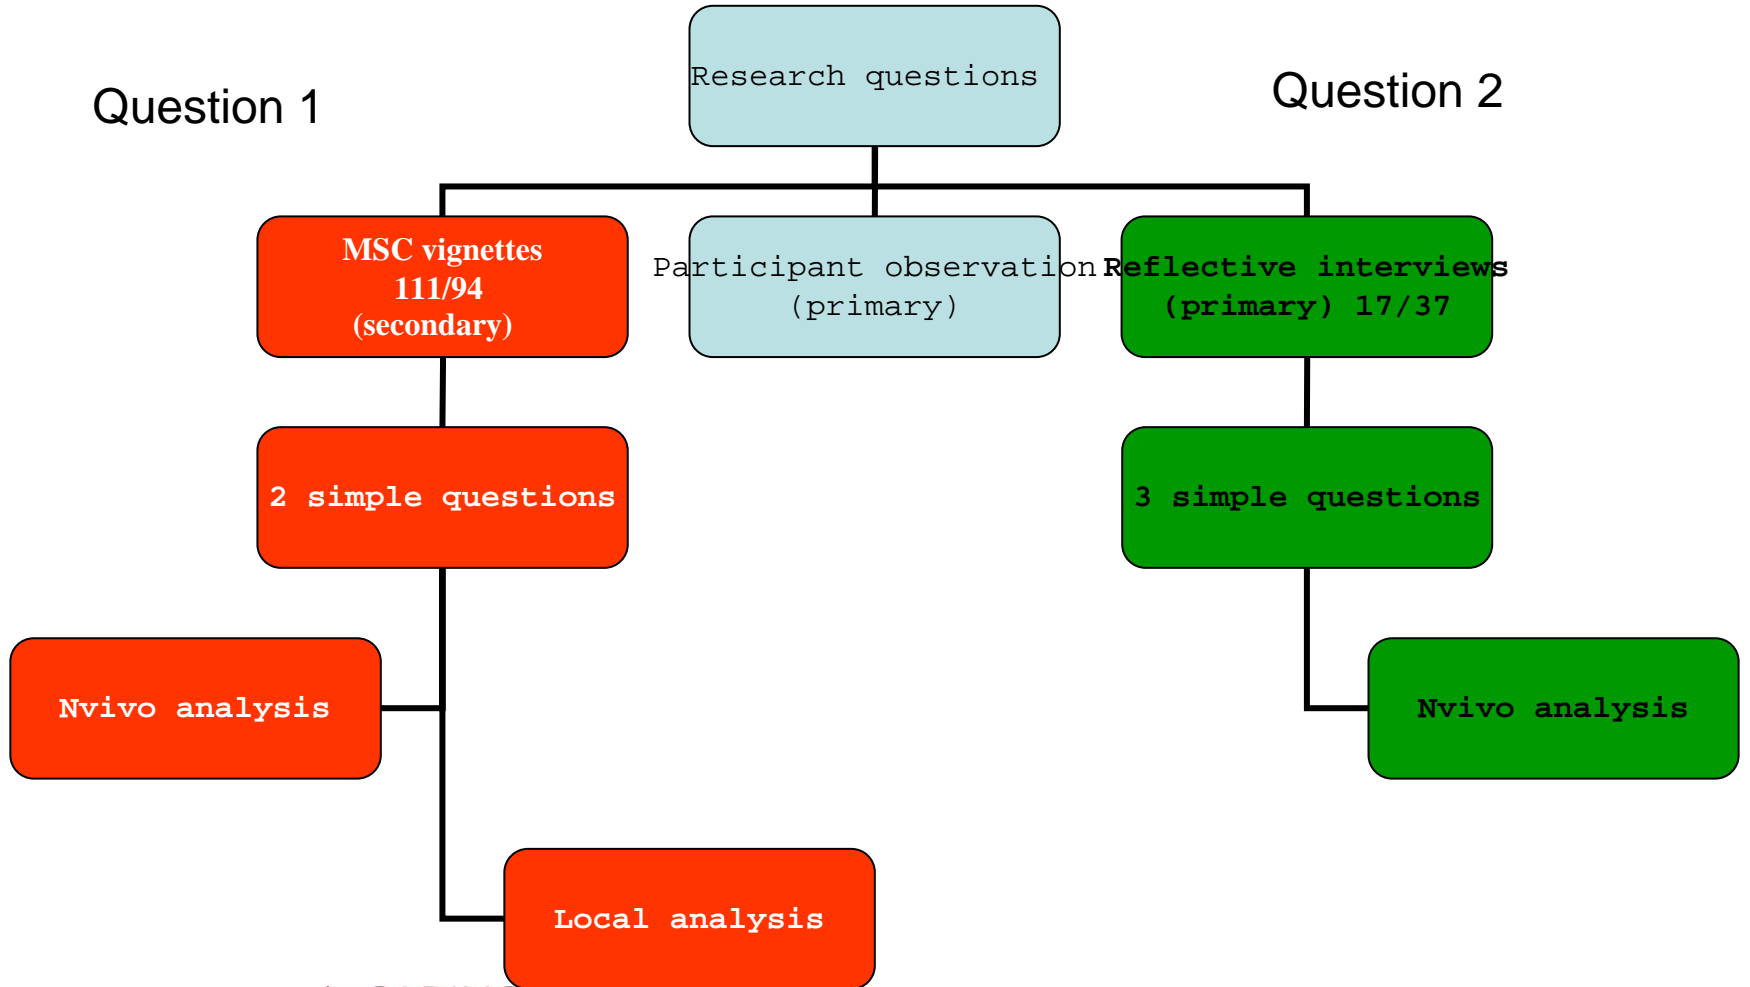 Research questions
Question 1
Question 2
MSC vignettes
111/94
(secondary)
Participant observation
(primary)
Reflective interviews
(primary) 17/37
2 simple questions
3 simple questions
Nvivo analysis
Nvivo analysis
Local analysis